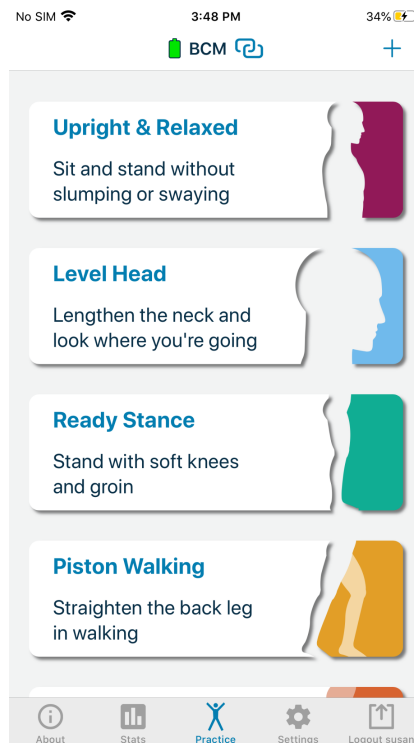 No SIM 3:48 PM 34%
BCM
Upright & Relaxed
Sit and stand without
slumping or swaying
Level Head
Lengthen the neck and
look where you're going
Ready Stance
Stand with soft knees
and groin
Piston Walking
Straighten the back leg
in walking
About Stats Practice Settings Logout susan